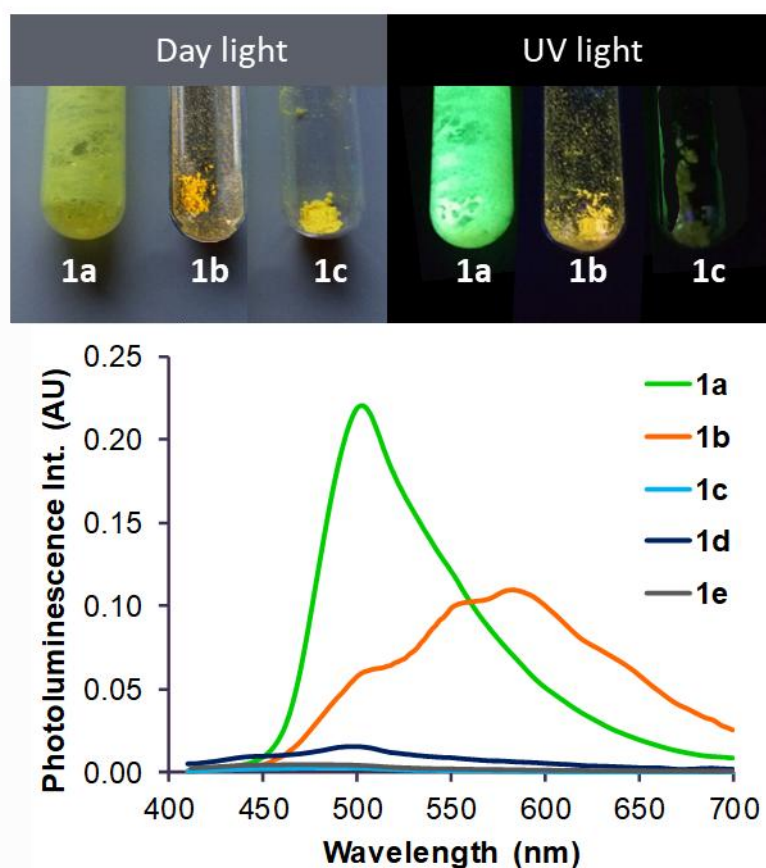 Day light
UV light
1a
1b
1c
1a
1b
1c
Photoluminescence Int. (AU)
0.25
0.20
0.15
0.10
0.05
0.00
400
450
500
550
600
650
700
Wavelength (nm)
1a
1b
1c
1d
1e